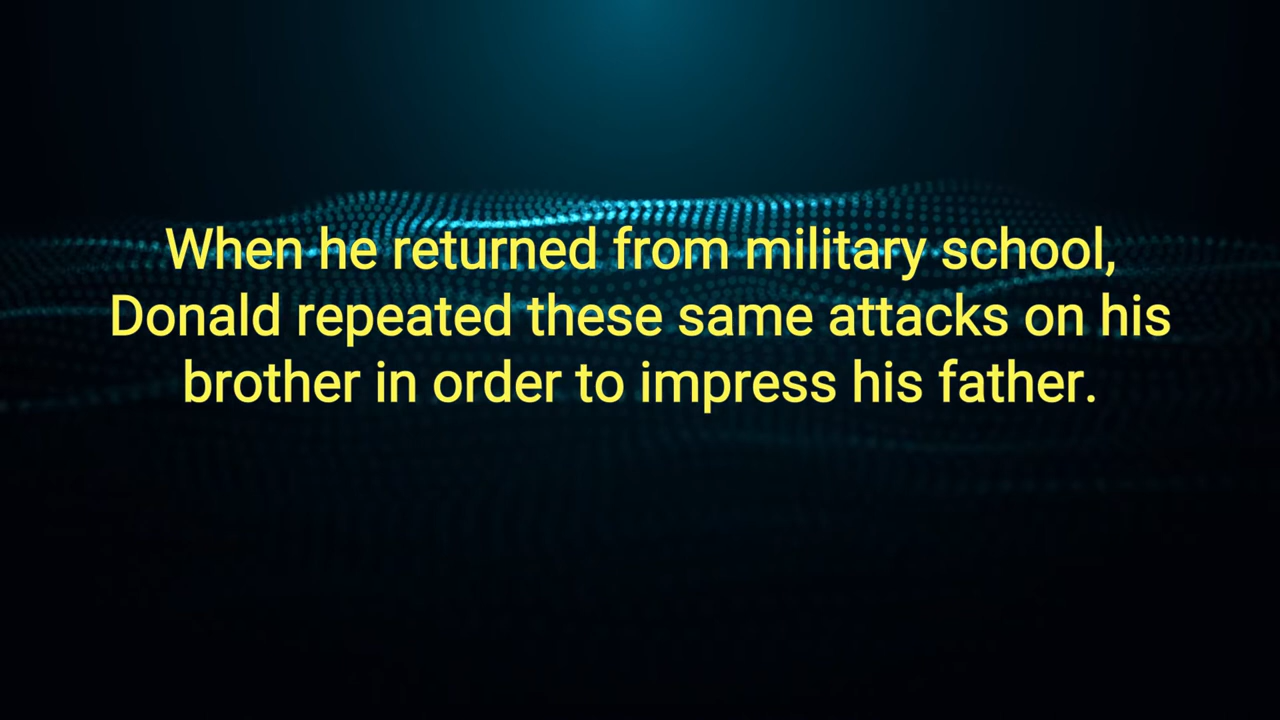 When he returned from military school,
Donald repeated these same attacks on his
brother in order to impress his father.